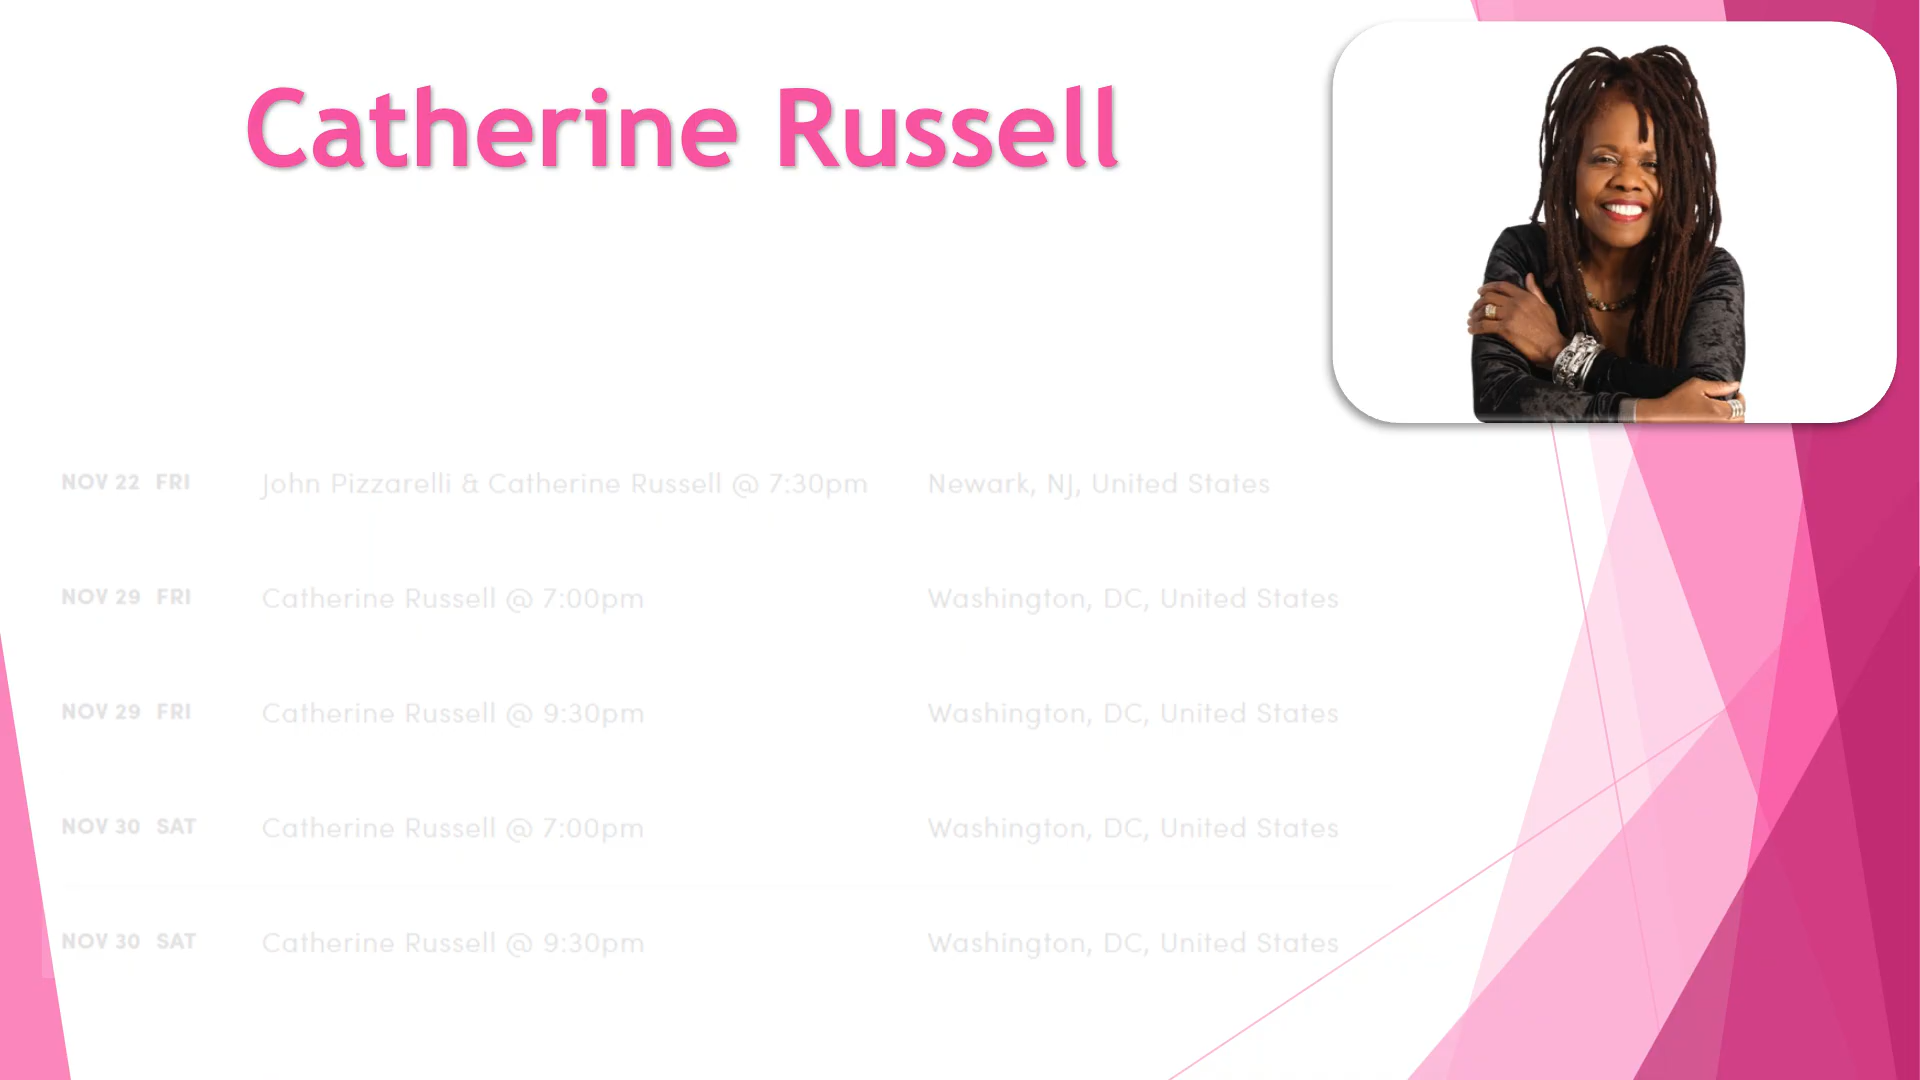 Catherine Russell
NOV 22 FRI John Pizzarelli & Catherine Russell @ 7:30pm Newark, NJ, United States
NOV 29 FRI Catherine Russell @ 7:00pm Washington, DC, United States
NOV 29 FRI Catherine Russell @ 9:30pm Washington, DC, United States
NOV 30 SAT Catherine Russell @ 7:00pm Washington, DC, United States
NOV 30 SAT Catherine Russell @ 9:30pm Washington, DC, United States